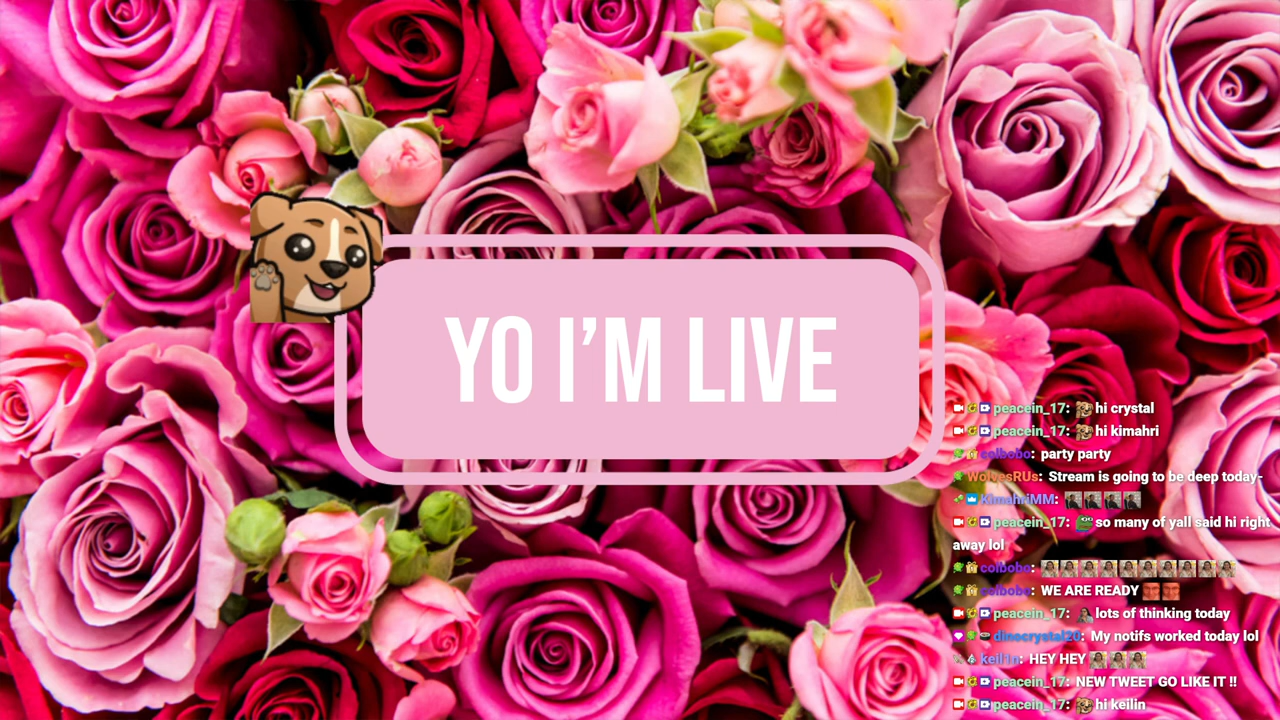 YO I’M LIVE
peacein_17: hi crystal
peacein_17: hi kimahri
colbobo: party party
WolvesRUs: Stream is going to be deep today-
KimahriMM:
peacein_17: so many of yall said hi right
away lol
colbobo:
colbobo: WE ARE READY
peacein_17: lots of thinking today
dinocrystal20: My notifs worked today lol
keil1n: HEY HEY
peacein_17: NEW TWEET GO LIKE IT !!
peacein_17: hi keilin